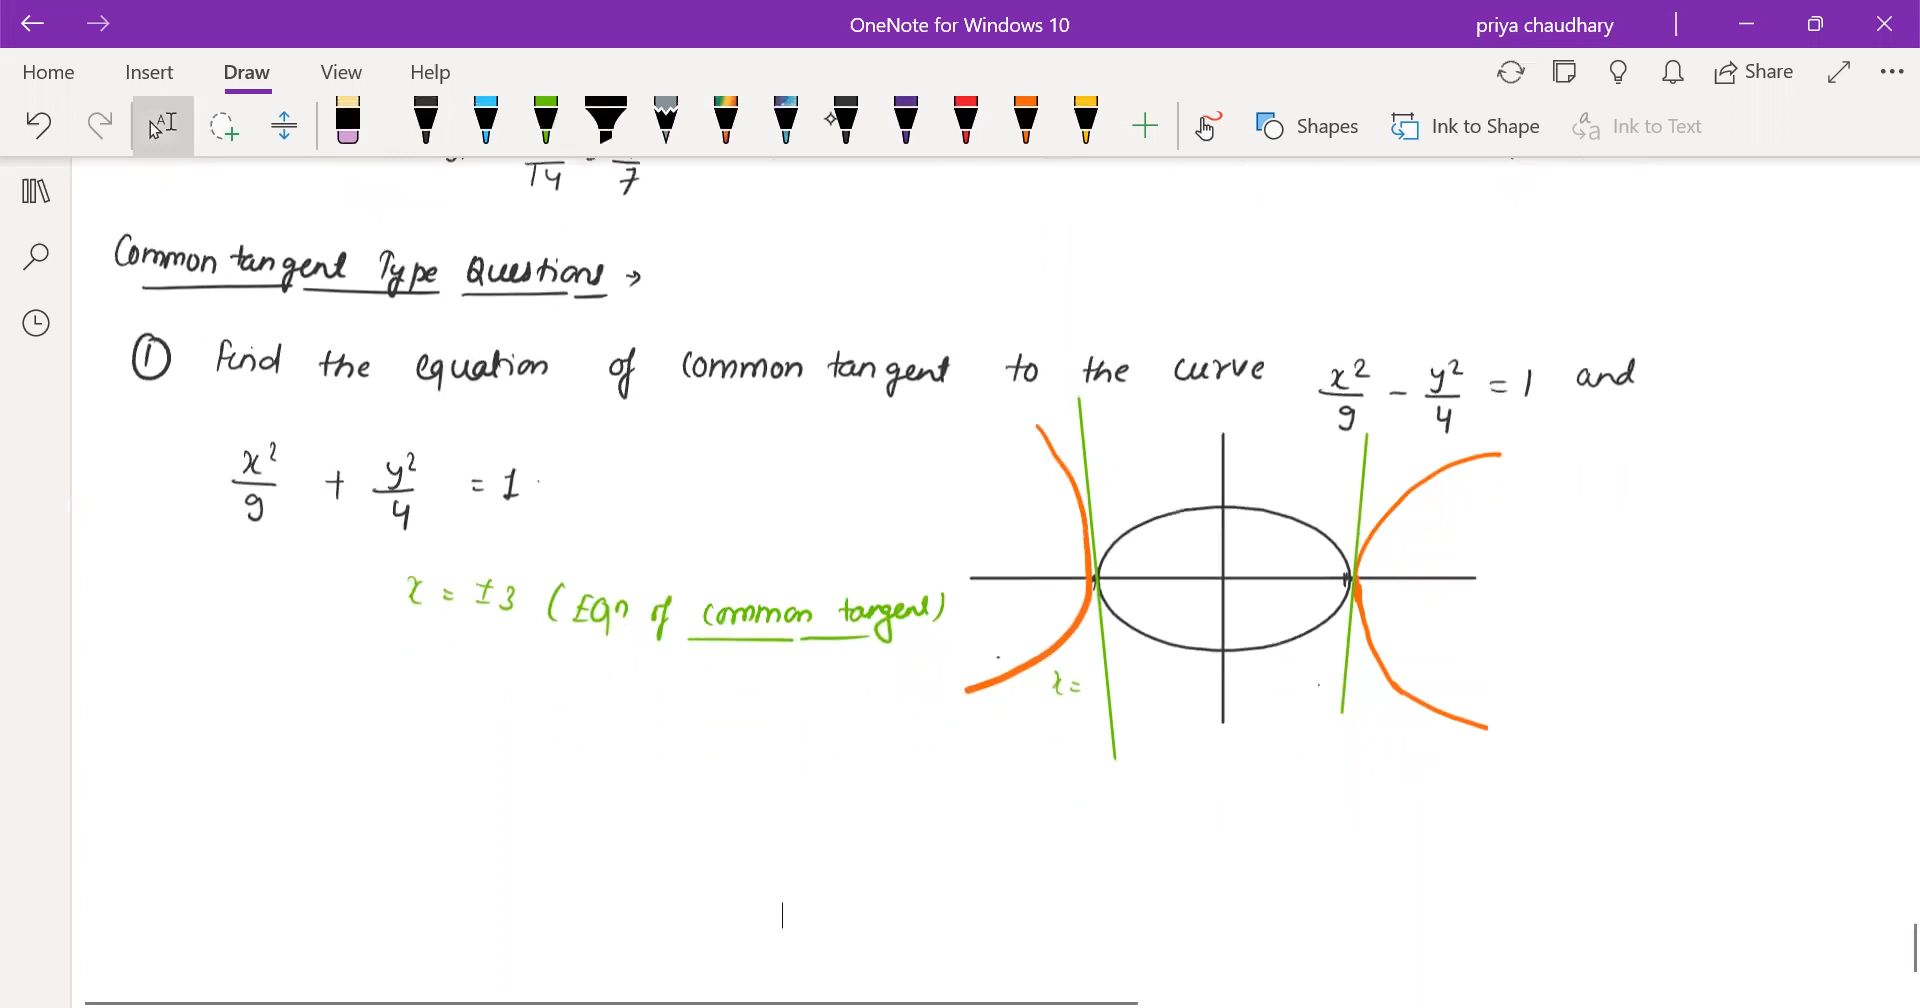 OneNote for Windows 10
priya chaudhary
Home Insert Draw View Help
Share
Shapes Ink to Shape Ink to Text
14 7
Common tangent Type Questions →
① Find the equation of common tangent to the curve x²/9 - y²/4 = 1 and
x²/9 + y²/4 = 1
x = ±3 (Eqn of common tangent)
x =